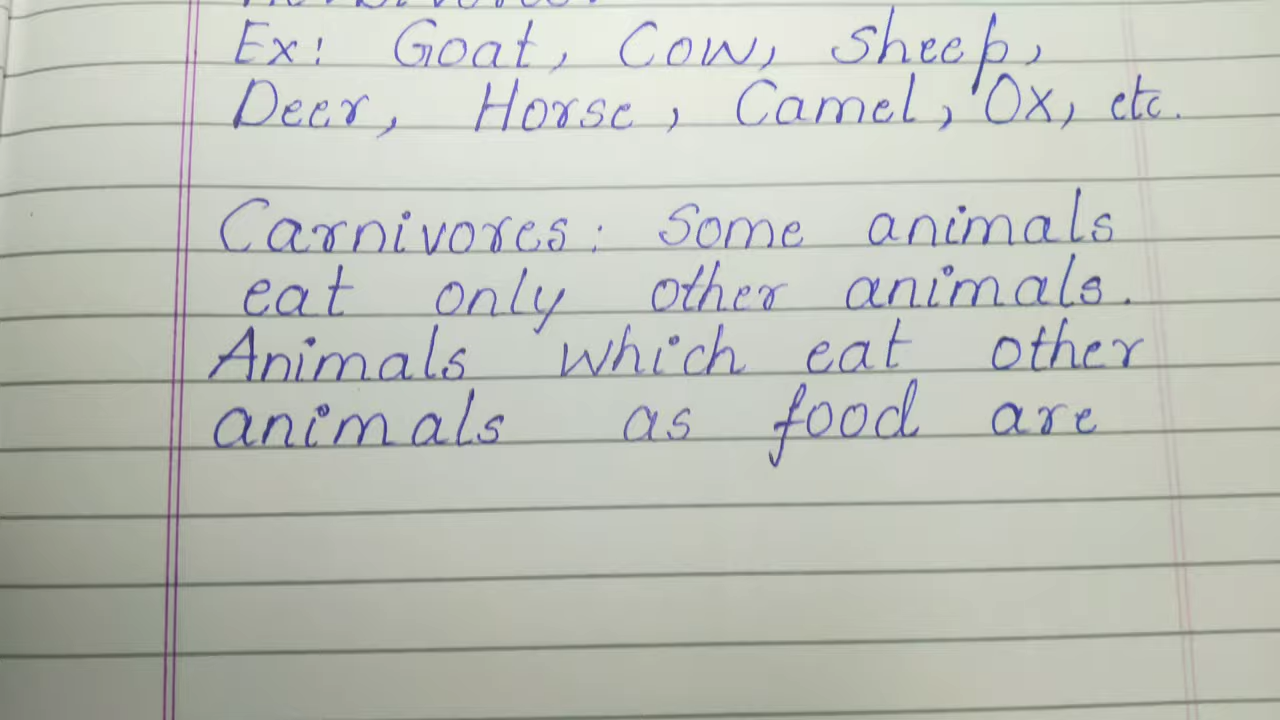 Ex: Goat, Cow, Sheep,
Deer, Horse, Camel, Ox, etc.
Carnivores: Some animals
eat only other animals.
Animals which eat other
animals as food are